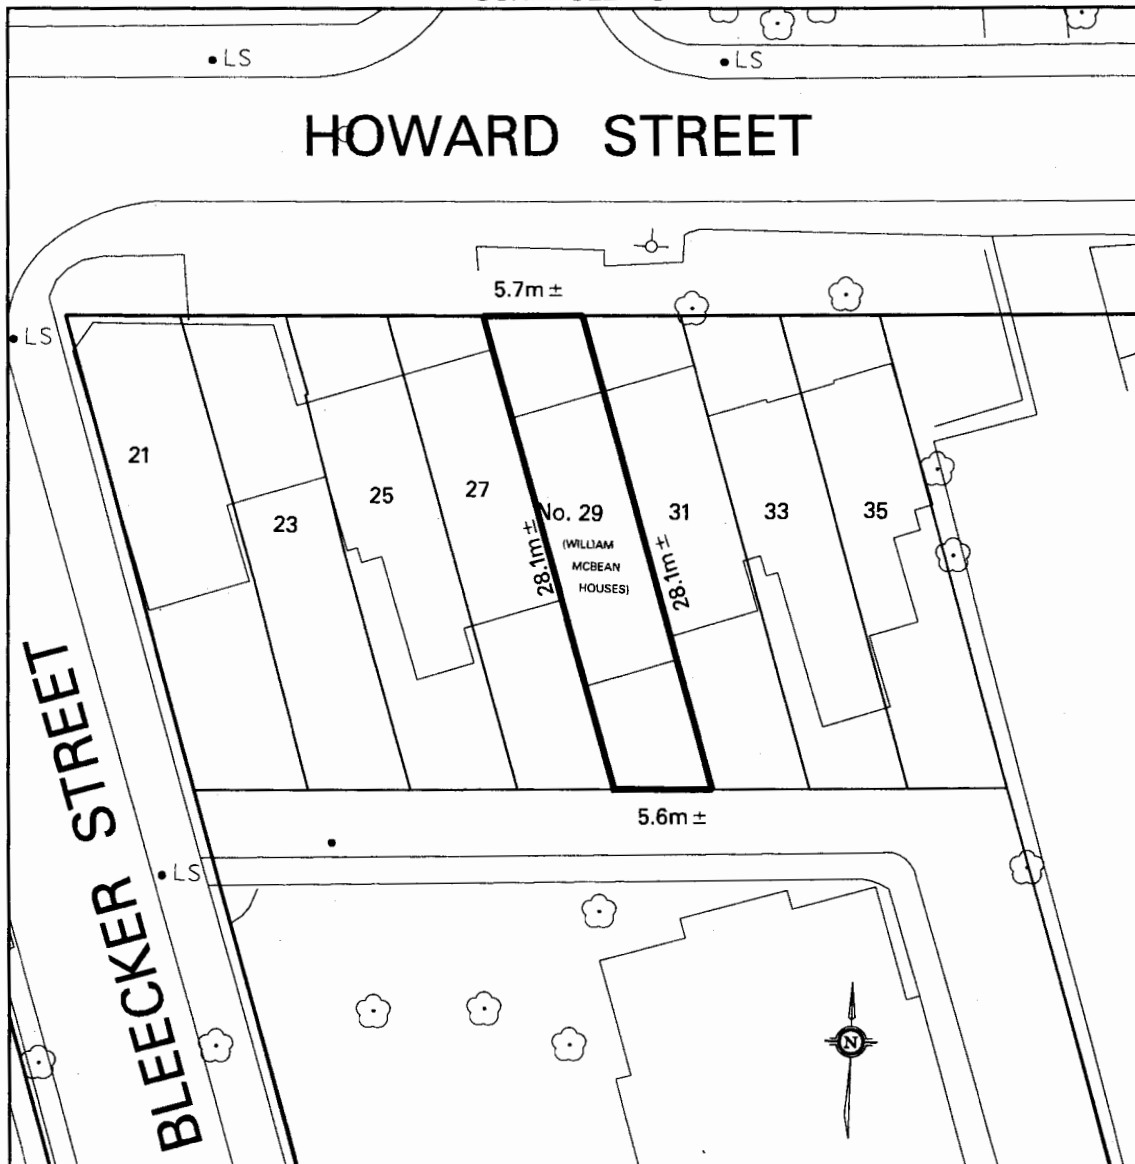 LS
LS
HOWARD STREET
5.7m ±
LS
21
23
25
27
No. 29
(WILLIAM
MCBEAN
HOUSES)
28.1m ±
28.1m ±
31
33
35
5.6m ±
LS
BLEECKER STREET
N